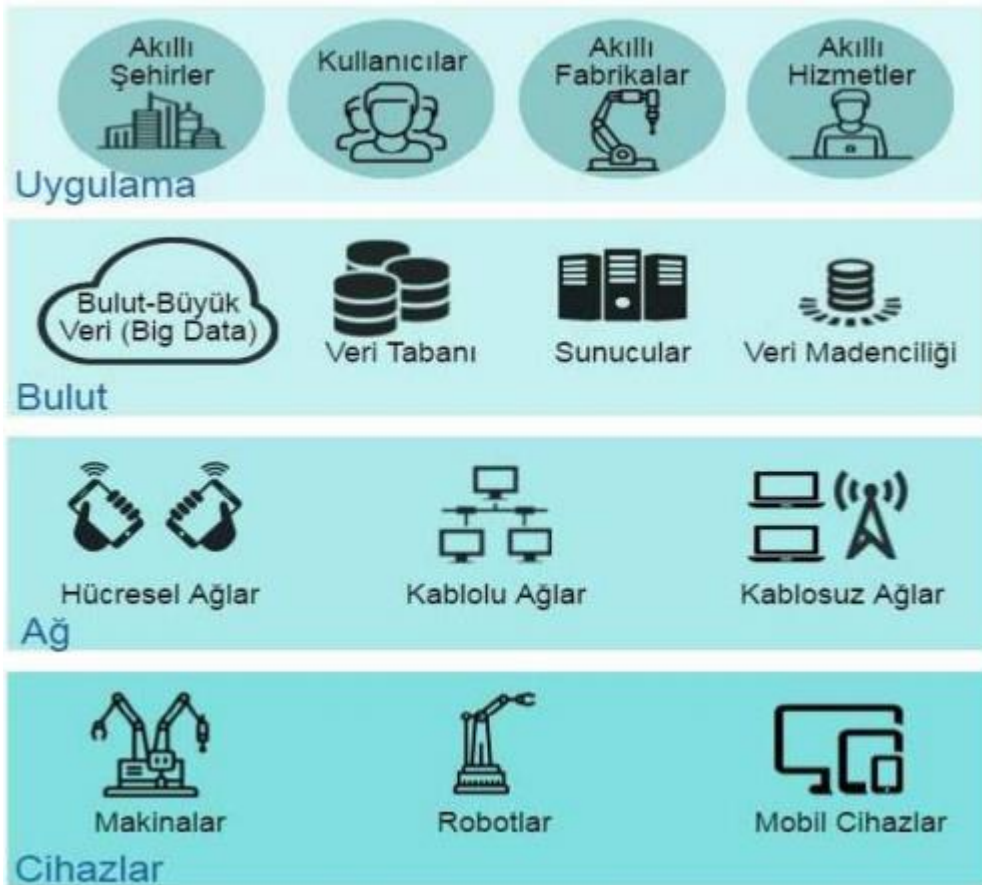 Akıllı
Şehirler
Kullanıcılar
Akıllı
Fabrikalar
Akıllı
Hizmetler
Uygulama
Bulut-Büyük
Veri (Big Data)
Veri Tabanı
Sunucular
Veri Madenciliği
Bulut
Hücresel Ağlar
Kablolu Ağlar
Kablosuz Ağlar
Ağ
Makinalar
Robotlar
Mobil Cihazlar
Cihazlar